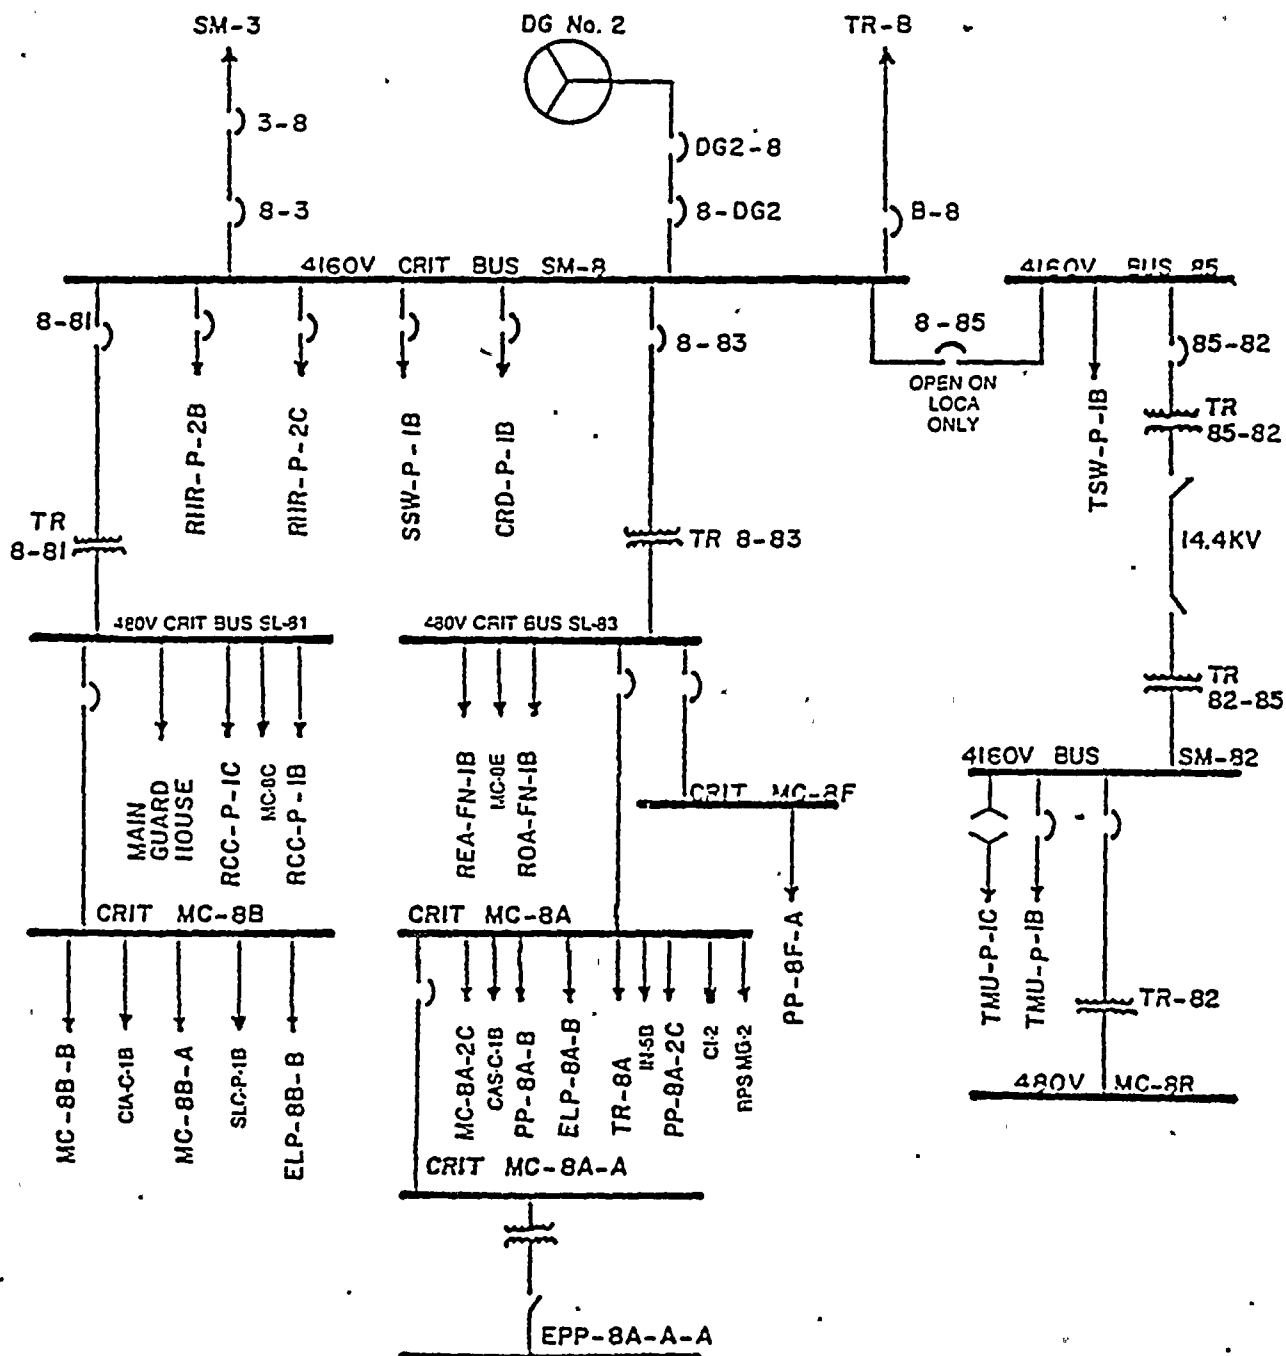 SM-3
DG No. 2
TR-B
3-8
DG2-8
8-3
8-DG2
B-8
4160V CRIT BUS SM-8
4160V BUS 85
8-81
8-83
8-85
85-82
OPEN ON
LOCA
ONLY
TR
85-82
RHR-P-2B
RHR-P-2C
SSW-P-1B
CRD-P-1B
TSW-P-1B
TR
8-81
TR 8-83
14.4KV
480V CRIT BUS SL-81
480V CRIT BUS SL-83
TR
82-85
4160V BUS SM-82
MAIN
GUARD
HOUSE
RCC-P-1C
MC-8C
RCC-P-1B
REA-FN-1B
MC-8E
ROA-FN-1B
CRIT MC-8F
PP-8F-A
TMU-P-1C
TMU-P-1B
TR-82
480V MC-8R
CRIT MC-8B
CRIT MC-8A
MC-8B-B
CIA-C-1B
MC-8B-A
SLC-P-1B
ELP-8B-B
MC-8A-2C
CAS-C-1B
PP-8A-B
ELP-8A-B
TR-8A
IN-5B
PP-8A-2C
CI-2
RPS MG-2
CRIT MC-8A-A
EPP-8A-A-A